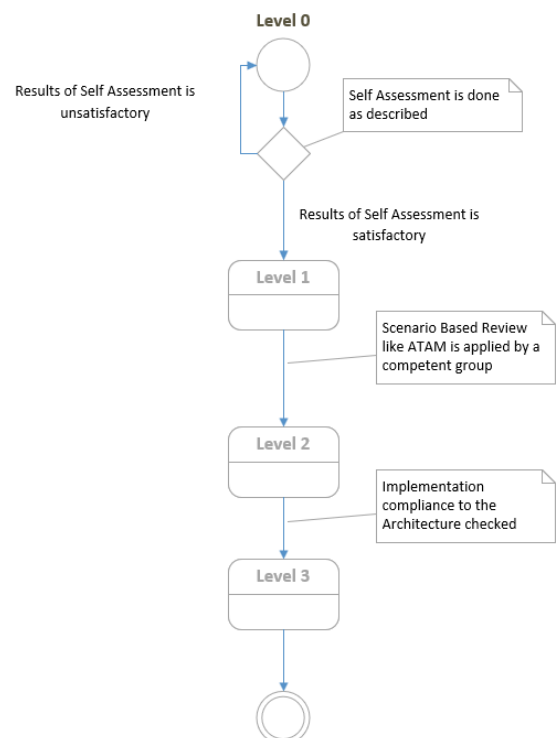 Level 0
Results of Self Assessment is
unsatisfactory
Self Assessment is done
as described
Results of Self Assessment is
satisfactory
Level 1
Scenario Based Review
like ATAM is applied by a
competent group
Level 2
Implementation
compliance to the
Architecture checked
Level 3